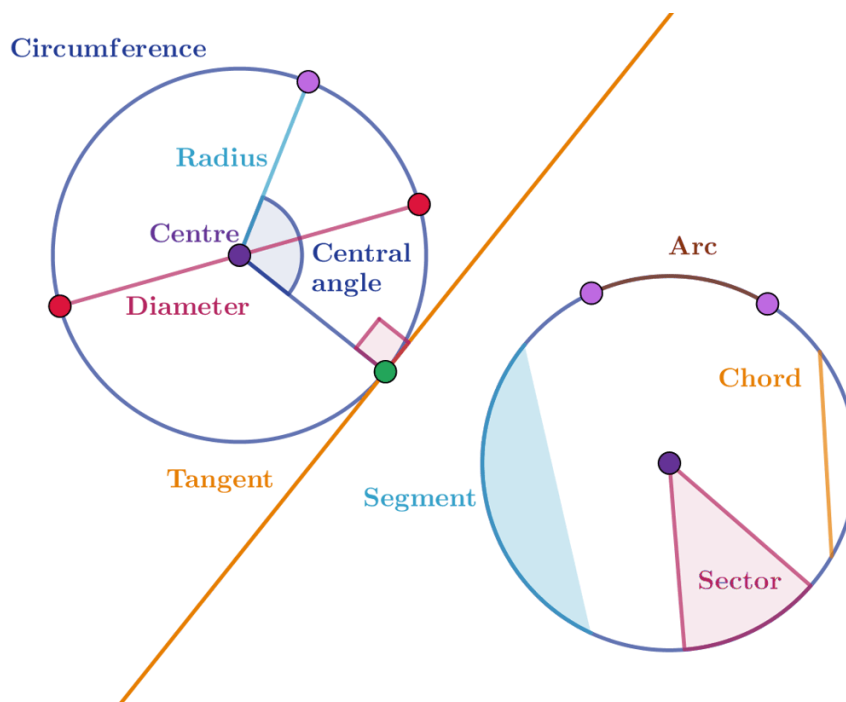 Circumference
Radius
Centre
Central
angle
Diameter
Arc
Chord
Tangent
Segment
Sector